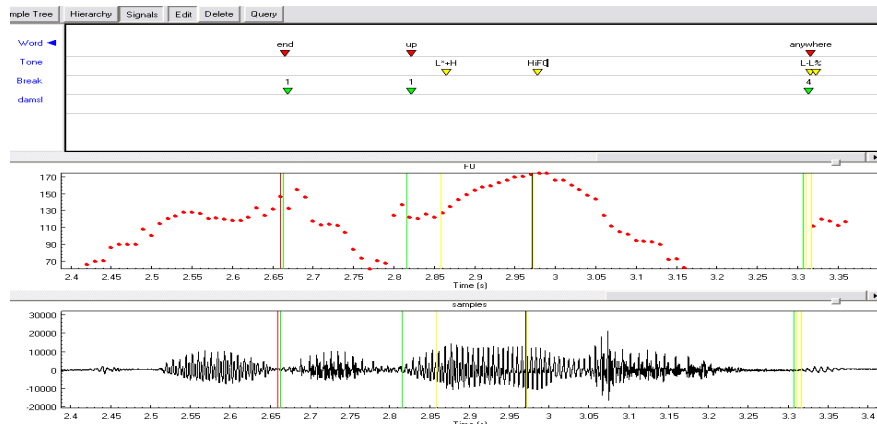 mple Tree Hierarchy Signals Edit Delete Query
Word end up anywhere
Tone L*+H HiF0 L-L%
Break 1 1 4
damsl
F0
170
150
130
110
90
70
2.4 2.45 2.5 2.55 2.6 2.65 2.7 2.75 2.8 2.85 2.9 2.95 3 3.05 3.1 3.15 3.2 3.25 3.3 3.35
Time (s)
samples
30000
20000
10000
0
-10000
-20000
2.4 2.45 2.5 2.55 2.6 2.65 2.7 2.75 2.8 2.85 2.9 2.95 3 3.05 3.1 3.15 3.2 3.25 3.3 3.35
Time (s)